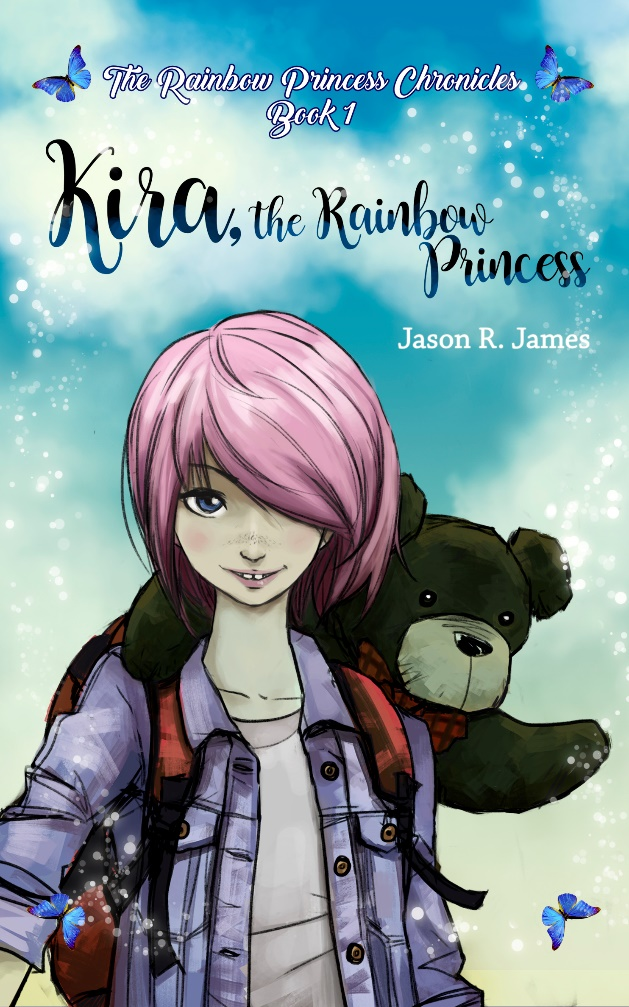 The Rainbow Princess Chronicles
Book 1
Kira, the Rainbow
Princess
Jason R. James